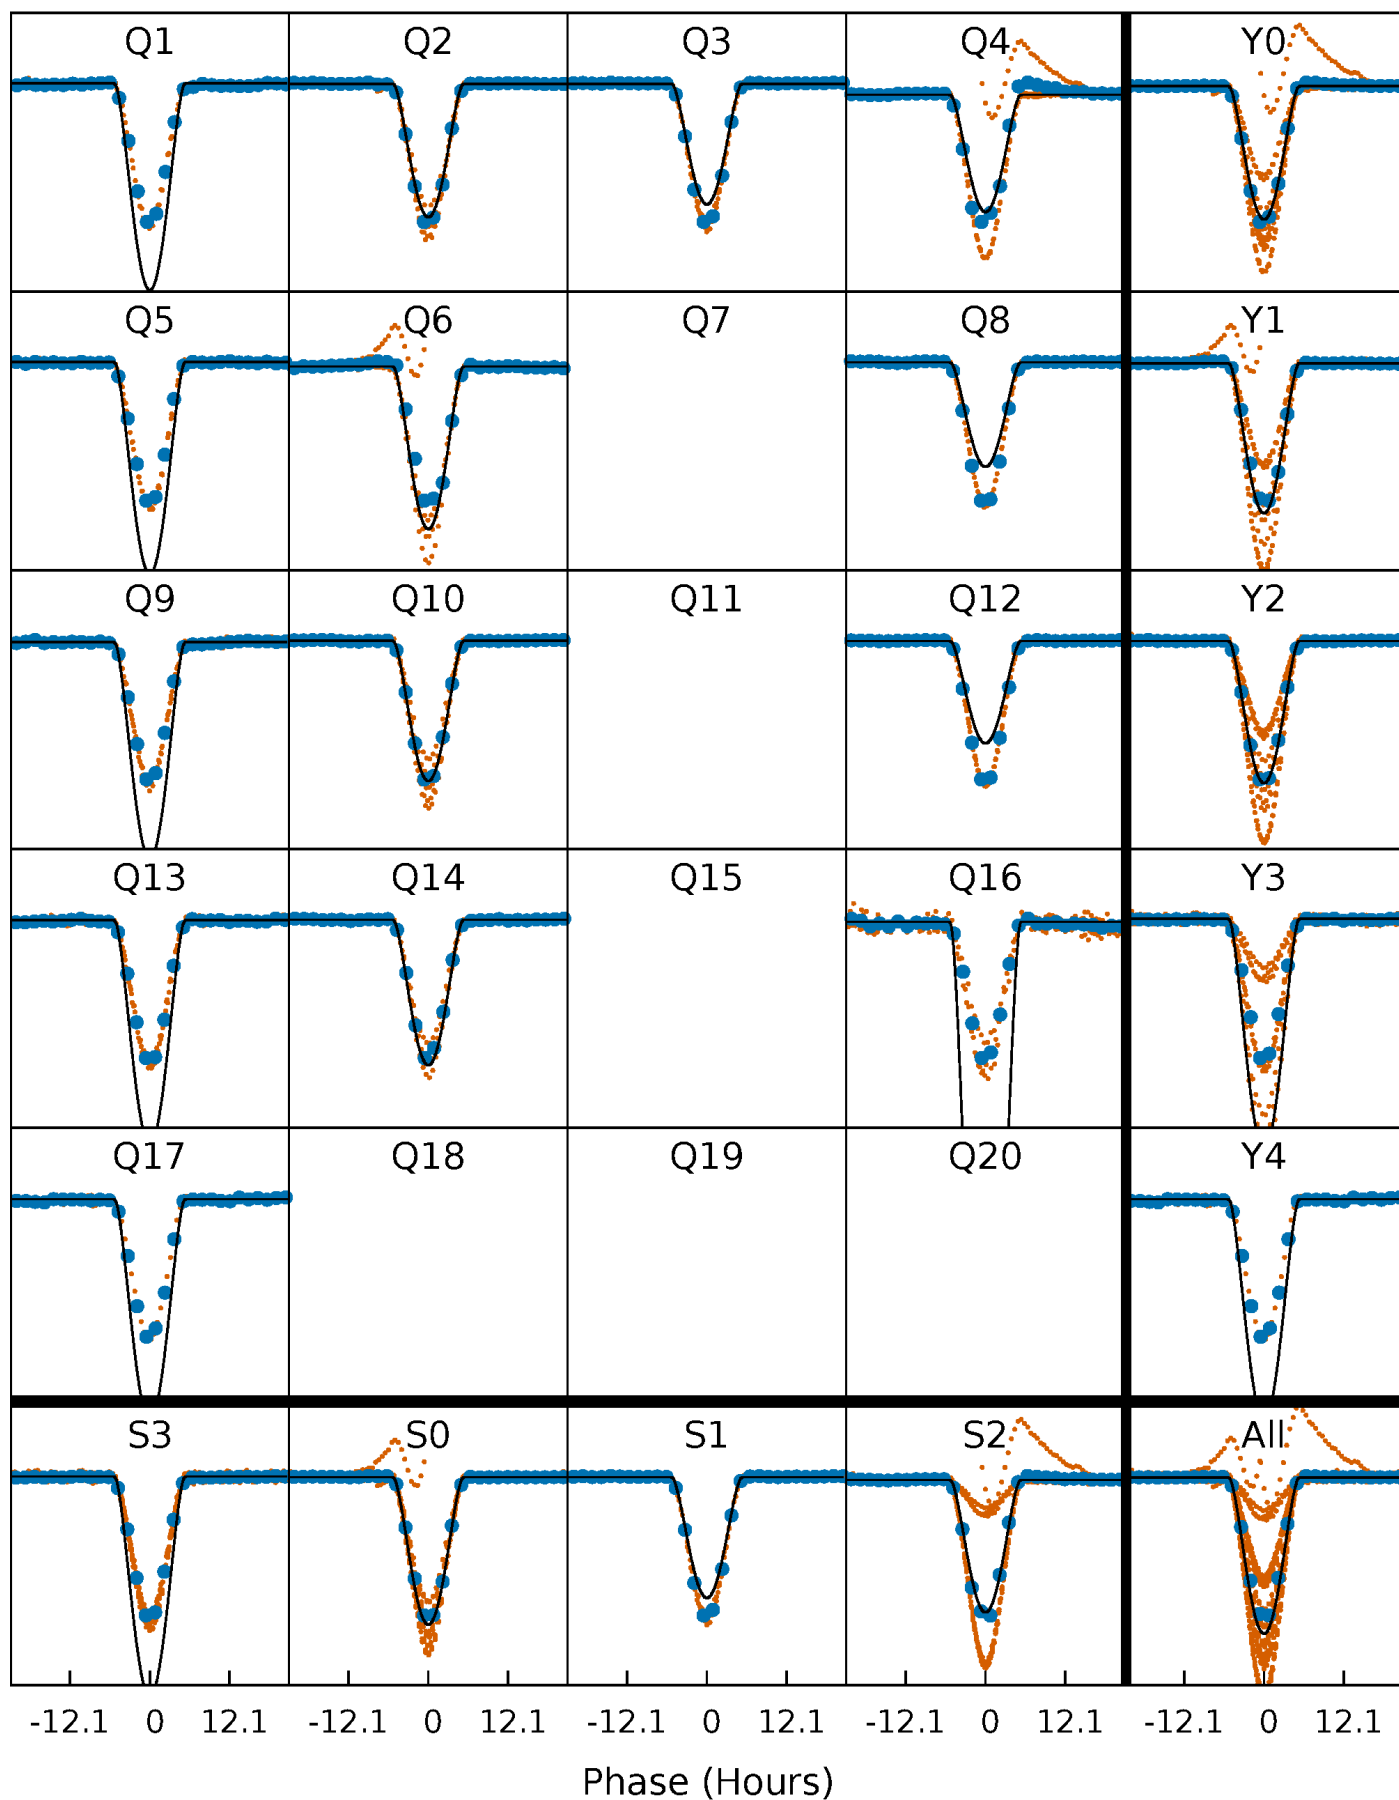 Q1 Q2 Q3 Q4 Y0
Q5 Q6 Q7 Q8 Y1
Q9 Q10 Q11 Q12 Y2
Q13 Q14 Q15 Q16 Y3
Q17 Q18 Q19 Q20 Y4
S3 S0 S1 S2 All
-12.1 0 12.1 -12.1 0 12.1 -12.1 0 12.1 -12.1 0 12.1 -12.1 0 12.1
Phase (Hours)